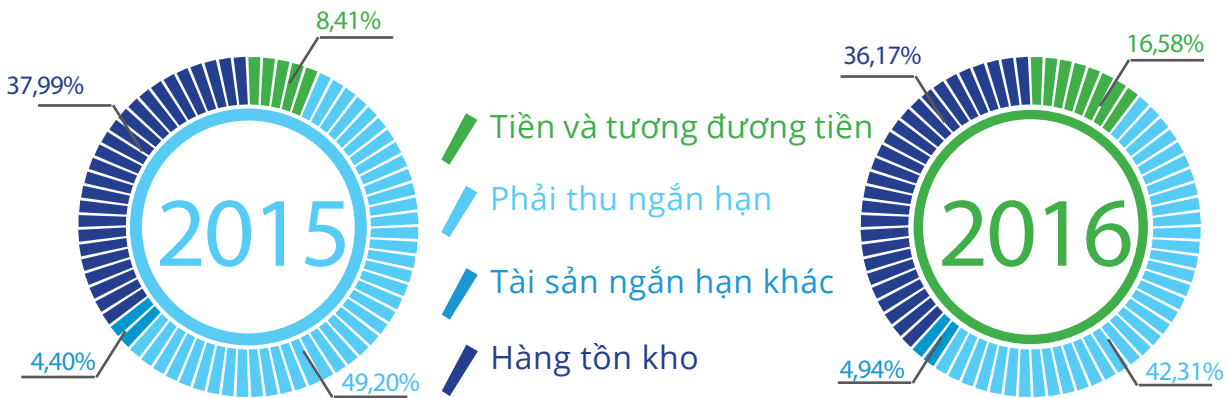 8,41%
37,99%
2015
4,40%
49,20%
Tiền và tương đương tiền
Phải thu ngắn hạn
Tài sản ngắn hạn khác
Hàng tồn kho
16,58%
36,17%
2016
4,94%
42,31%